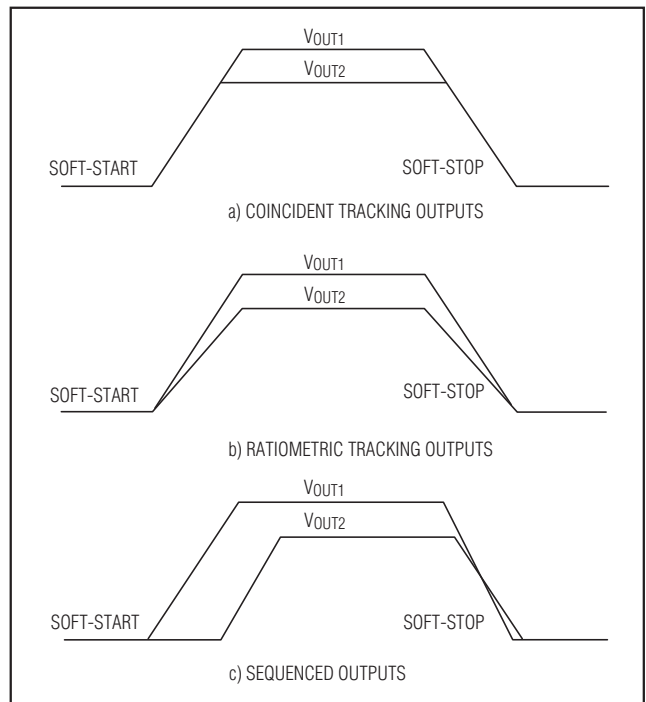 VOUT1
VOUT2
SOFT-START
SOFT-STOP
a) COINCIDENT TRACKING OUTPUTS
VOUT1
VOUT2
SOFT-START
SOFT-STOP
b) RATIOMETRIC TRACKING OUTPUTS
VOUT1
VOUT2
SOFT-START
SOFT-STOP
c) SEQUENCED OUTPUTS